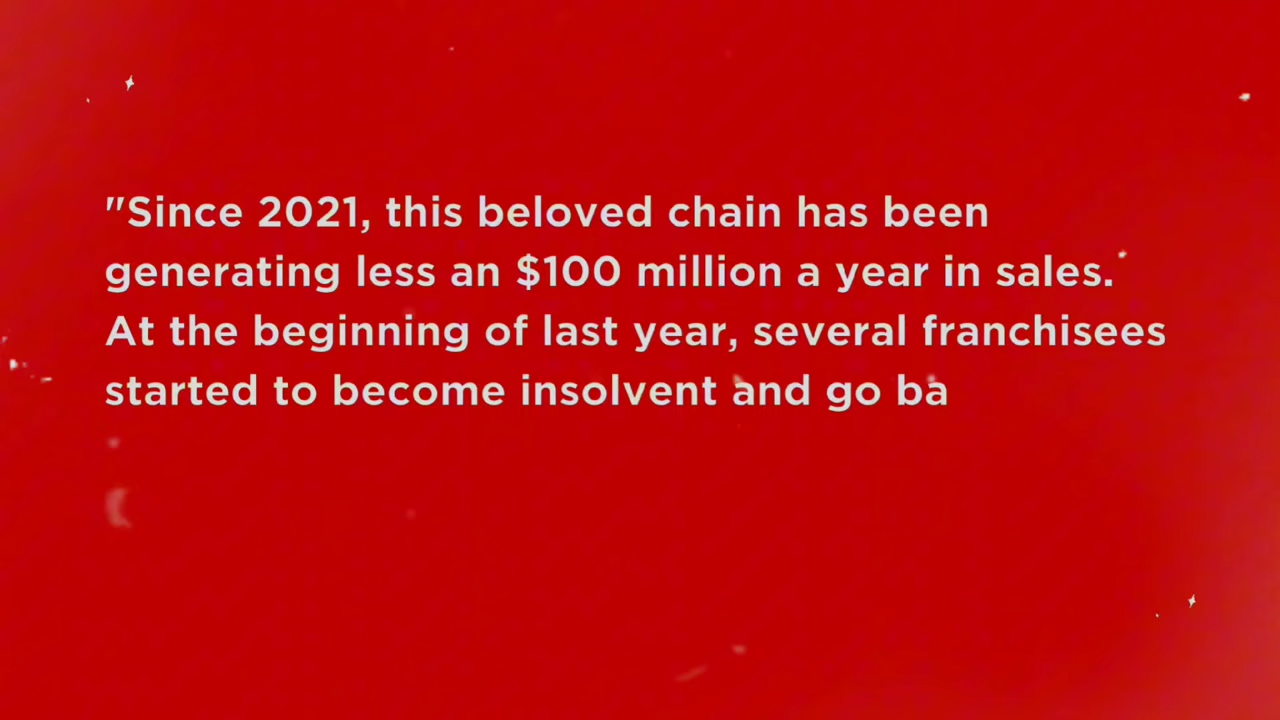 "Since 2021, this beloved chain has been
generating less an $100 million a year in sales.
At the beginning of last year, several franchisees
started to become insolvent and go ba